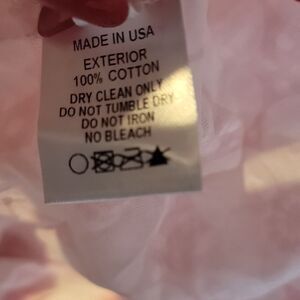 MADE IN USA
EXTERIOR
100% COTTON
DRY CLEAN ONLY
DO NOT TUMBLE DRY
DO NOT IRON
NO BLEACH